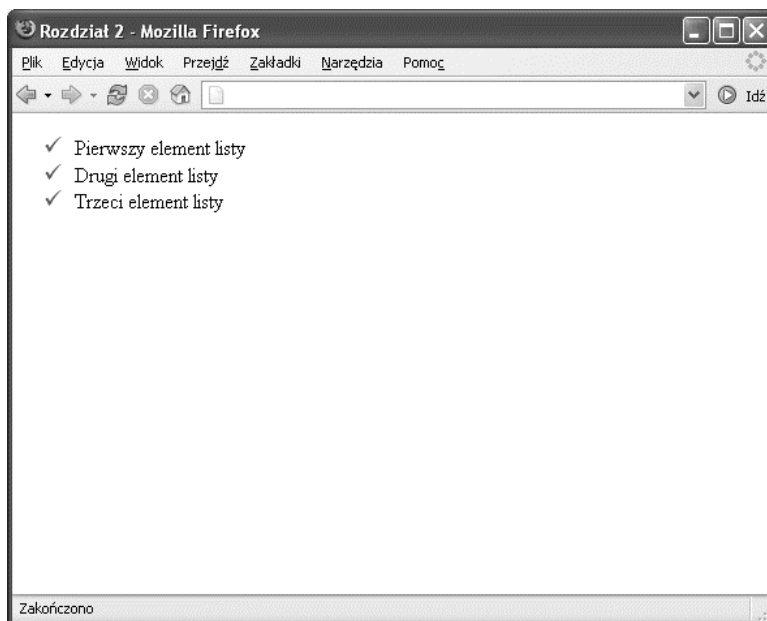 Rozdział 2 - Mozilla Firefox
Plik Edycja Widok Przejdź Zakładki Narzędzia Pomoc
Idź
Pierwszy element listy
Drugi element listy
Trzeci element listy
Zakończono